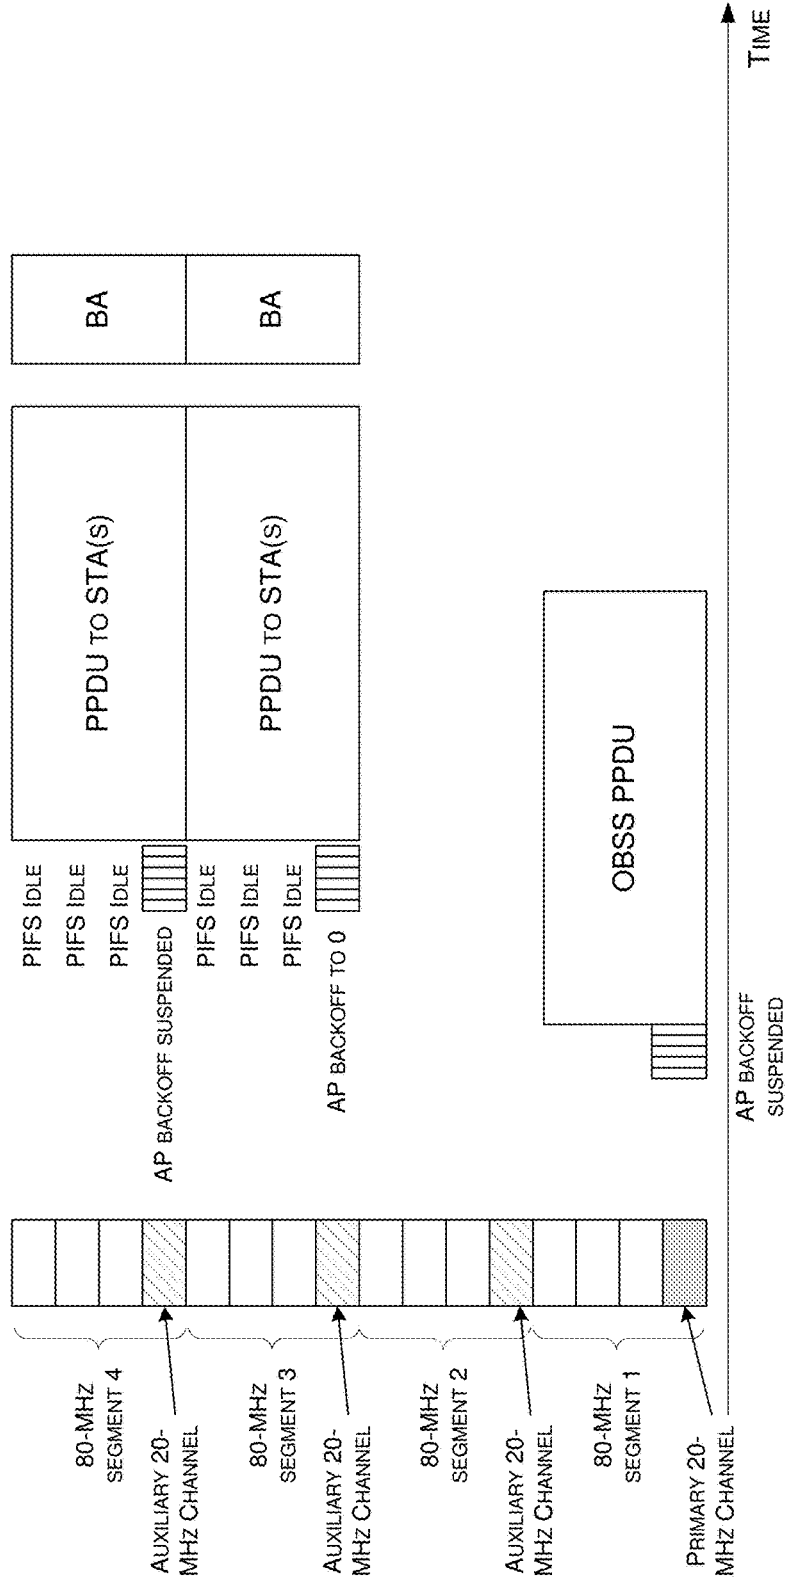 80-MHZ
SEGMENT 4
AUXILIARY 20-
MHZ CHANNEL
80-MHZ
SEGMENT 3
AUXILIARY 20-
MHZ CHANNEL
80-MHZ
SEGMENT 2
AUXILIARY 20-
MHZ CHANNEL
80-MHZ
SEGMENT 1
PRIMARY 20-
MHZ CHANNEL
PIFS IDLE
PIFS IDLE
PIFS IDLE
AP BACKOFF SUSPENDED
PIFS IDLE
PIFS IDLE
PIFS IDLE
AP BACKOFF TO 0
PPDU TO STA(S)
PPDU TO STA(S)
BA
BA
OBSS PPDU
AP BACKOFF
SUSPENDED
TIME